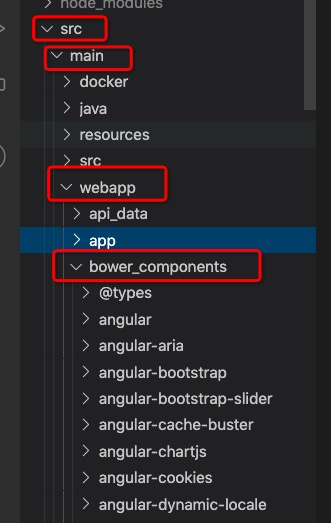 node_modules
src
main
docker
java
resources
src
webapp
api_data
app
bower_components
@types
angular
angular-aria
angular-bootstrap
angular-bootstrap-slider
angular-cache-buster
angular-chartjs
angular-cookies
angular-dynamic-locale